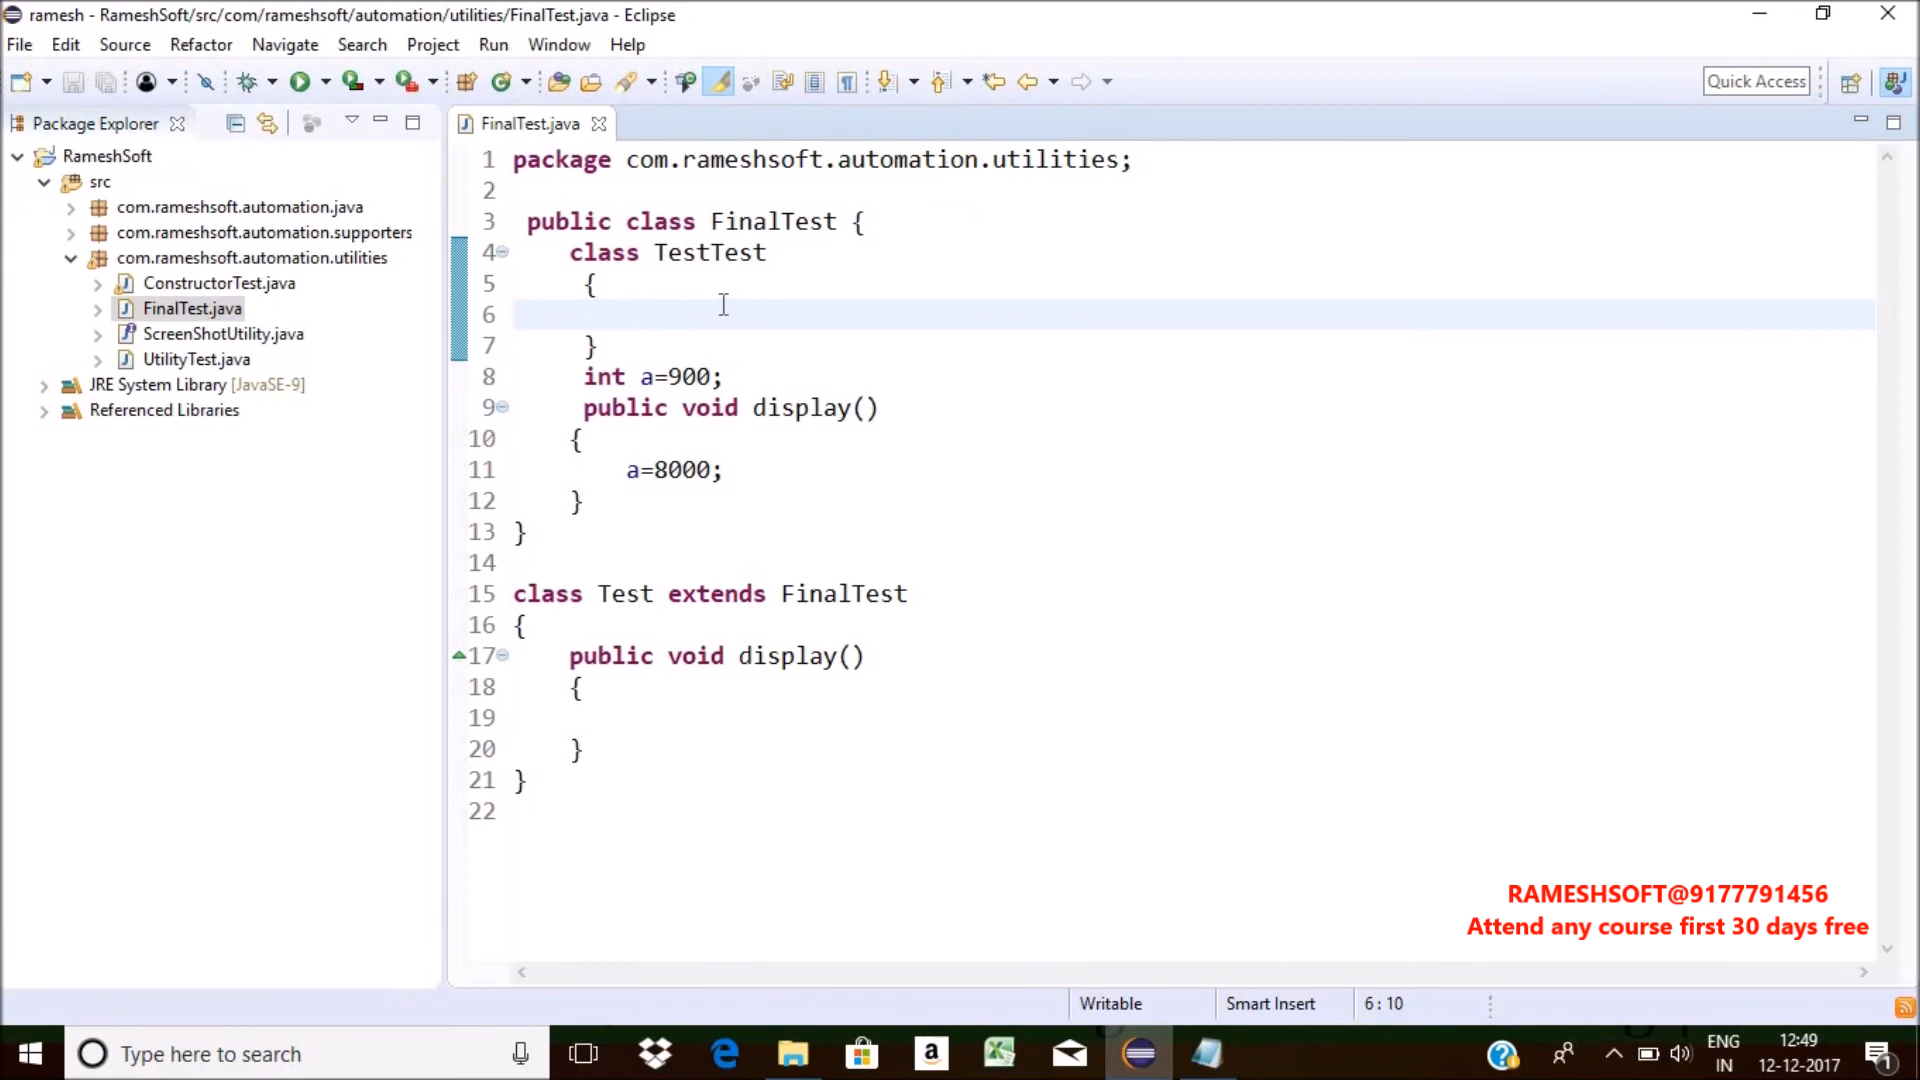 ramesh - RameshSoft/src/com/rameshsoft/automation/utilities/FinalTest.java - Eclipse
File Edit Source Refactor Navigate Search Project Run Window Help
Quick Access
Package Explorer
RameshSoft
src
com.rameshsoft.automation.java
com.rameshsoft.automation.supporters
com.rameshsoft.automation.utilities
ConstructorTest.java
FinalTest.java
ScreenShotUtility.java
UtilityTest.java
JRE System Library [JavaSE-9]
Referenced Libraries
FinalTest.java
1 package com.rameshsoft.automation.utilities;
2
3 public class FinalTest {
4 class TestTest
5 {
6
7 }
8 int a=900;
9 public void display()
10 {
11 a=8000;
12 }
13 }
14
15 class Test extends FinalTest
16 {
17 public void display()
18 {
19
20 }
21 }
22
RAMESHSOFT@9177791456
Attend any course first 30 days free
Writable Smart Insert 6 : 10
Type here to search
ENG
IN
12:49
12-12-2017
1